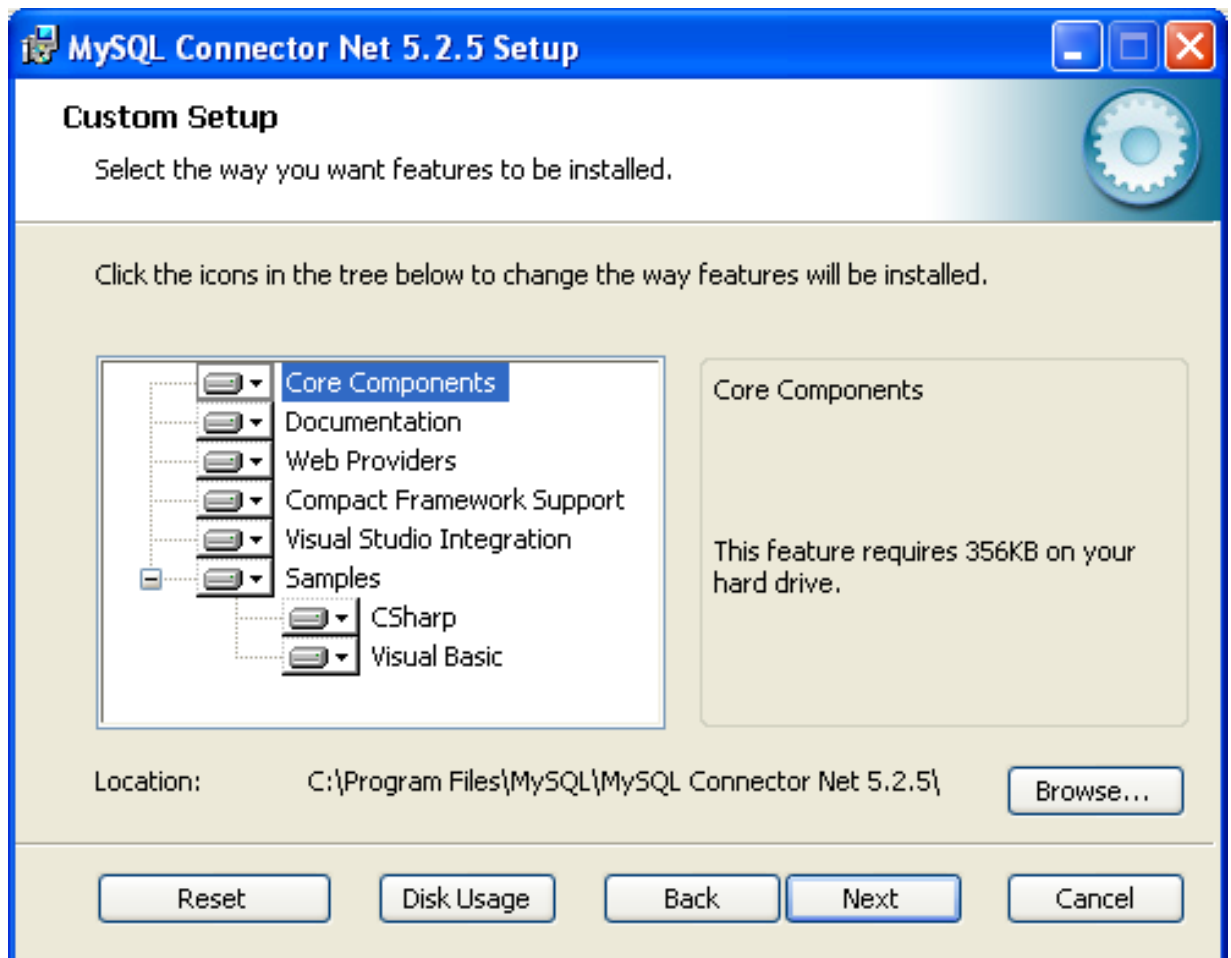 MySQL Connector Net 5.2.5 Setup
Custom Setup
Select the way you want features to be installed.
Click the icons in the tree below to change the way features will be installed.
Core Components
Documentation
Web Providers
Compact Framework Support
Visual Studio Integration
Samples
CSharp
Visual Basic
Core Components
This feature requires 356KB on your
hard drive.
Location: C:\Program Files\MySQL\MySQL Connector Net 5.2.5\ Browse...
Reset Disk Usage Back Next Cancel